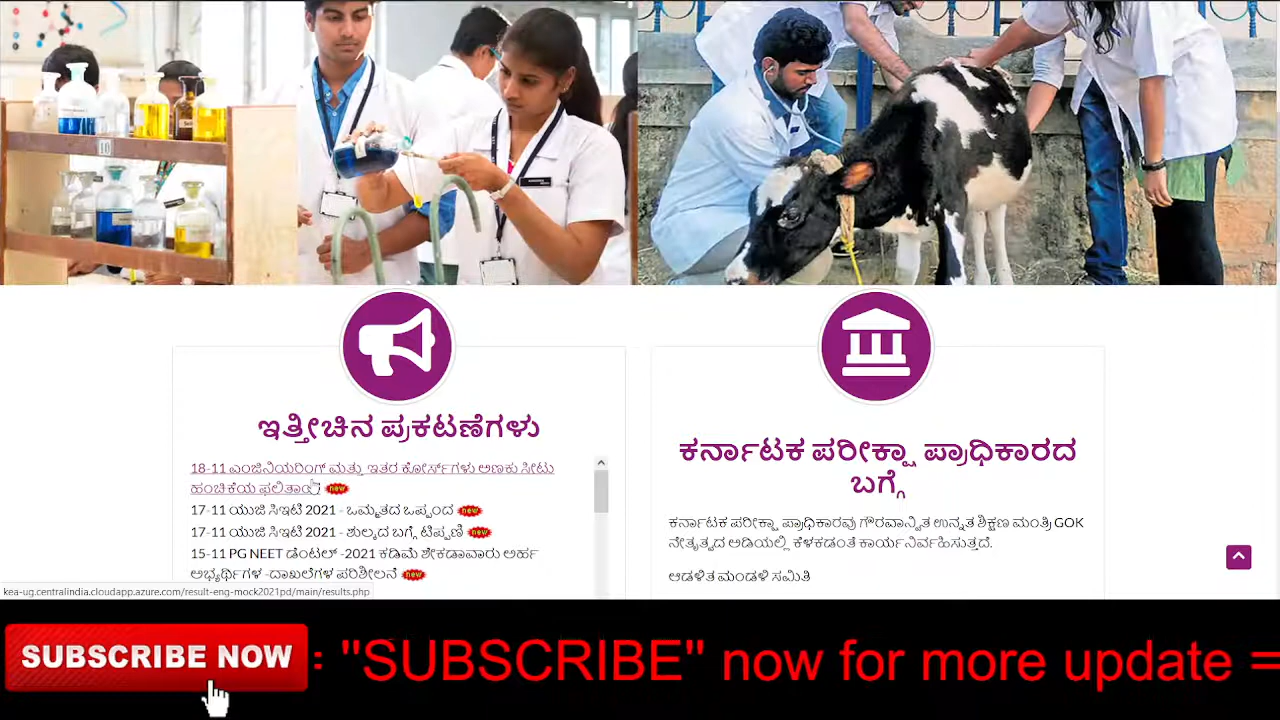 10
ಇತ್ತೀಚಿನ ಪ್ರಕಟಣೆಗಳು
18-11 ಎಂಜಿನಿಯರಿಂಗ್ ಮತ್ತು ಇತರ ಕೋರ್ಸ್‌ಗಳು ಅಣಕು ಸೀಟು
ಹಂಚಿಕೆಯ new
17-11 ಯುಜಿ ಸಿಇಟಿ 2021 - ಒಮ್ಮತದ ಒಪ್ಪಂದ new
17-11 ಯುಜಿ ಸಿಇಟಿ 2021 - ಶುಲ್ಕದ ಬಗ್ಗೆ ಟಿಪ್ಪಣಿ new
15-11 PG NEET ಡೆಂಟಲ್ -2021 ಕಡಿಮೆ ಶೇಕಡಾವಾರು ಅರ್ಹ
ಅಭ್ಯರ್ಥಿಗಳ -ದಾಖಲೆಗಳ ಪರಿಶೀಲನೆ new
ಕರ್ನಾಟಕ ಪರೀಕ್ಷಾ ಪ್ರಾಧಿಕಾರದ
ಬಗ್ಗೆ
ಕರ್ನಾಟಕ ಪರೀಕ್ಷಾ ಪ್ರಾಧಿಕಾರವು ಗೌರವಾನ್ವಿತ ಉನ್ನತ ಶಿಕ್ಷಣ ಮಂತ್ರಿ GOK
ನೇತೃತ್ವದ ಅಡಿಯಲ್ಲಿ ಕೆಳಕಂಡಂತೆ ಕಾರ್ಯನಿರ್ವಹಿಸುತ್ತದೆ.
ಆಡಳಿತ ಮಂಡಳಿ ಸಮಿತಿ
kea-ug.centralindia.cloudapp.azure.com/result-eng-mock2021pd/main/results.php
SUBSCRIBE NOW : "SUBSCRIBE" now for more update =